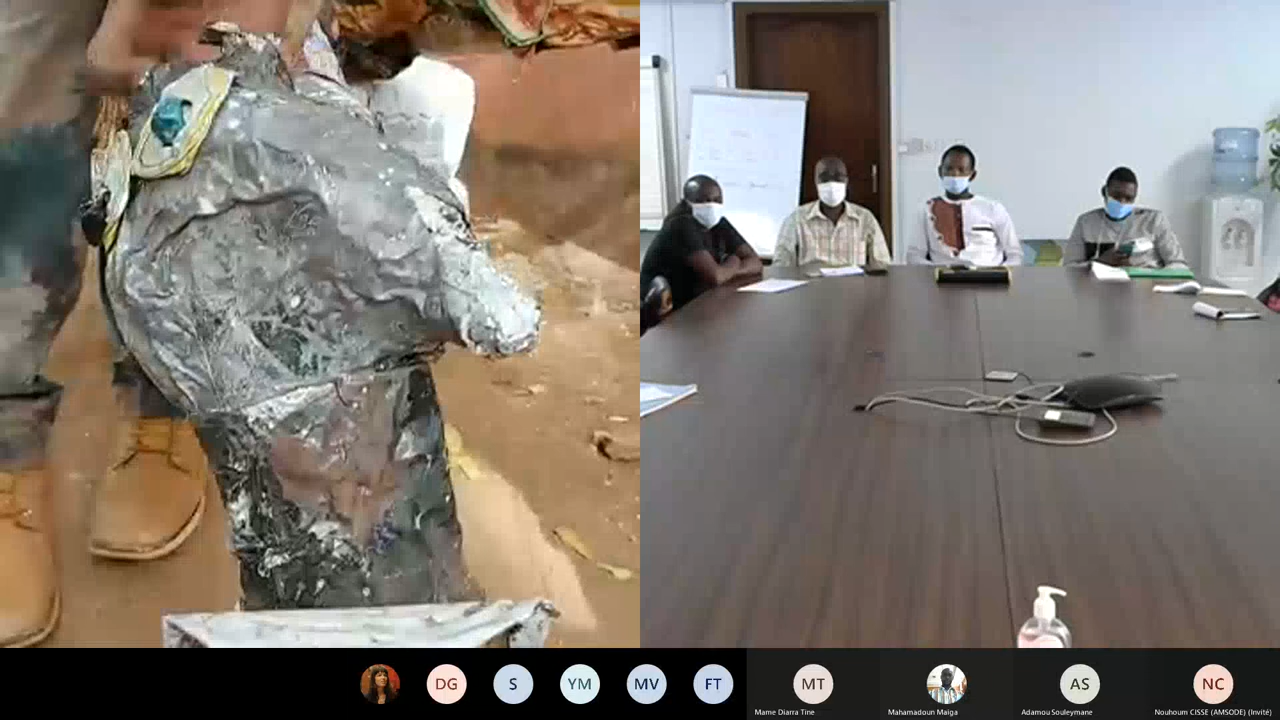 DG
S
YM
MV
FT
MT
AS
NC
Mame Diarra Tine
Mahamadoun Maiga
Adamou Souleymane
Nouhoum CISSE (AMSODE) (Invité)